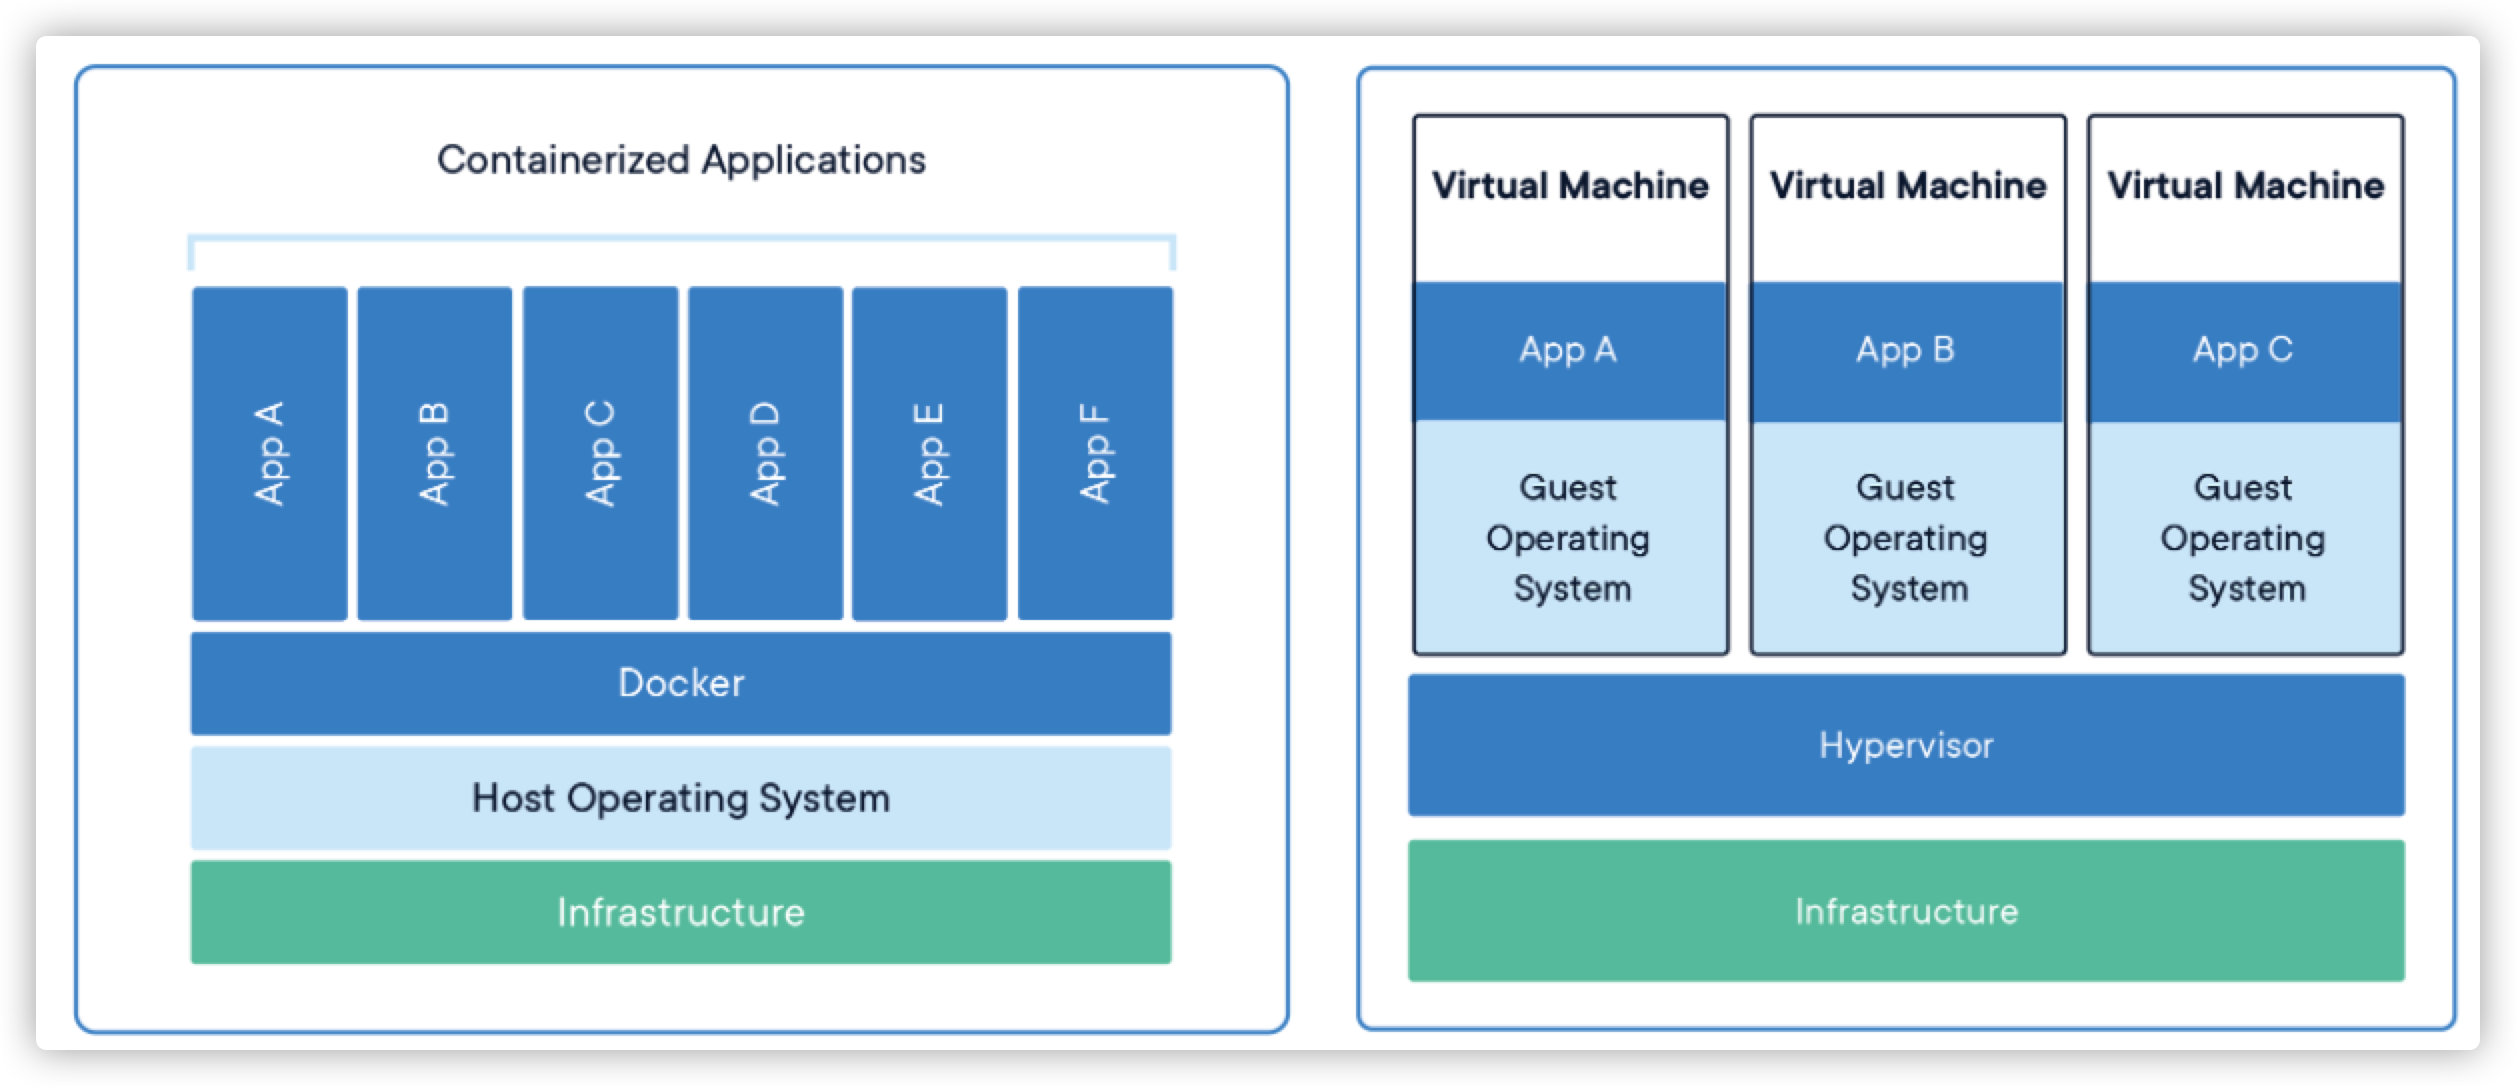 Containerized Applications
App A
App B
App C
App D
App E
App F
Docker
Host Operating System
Infrastructure
Virtual Machine
App A
Guest
Operating
System
Virtual Machine
App B
Guest
Operating
System
Virtual Machine
App C
Guest
Operating
System
Hypervisor
Infrastructure